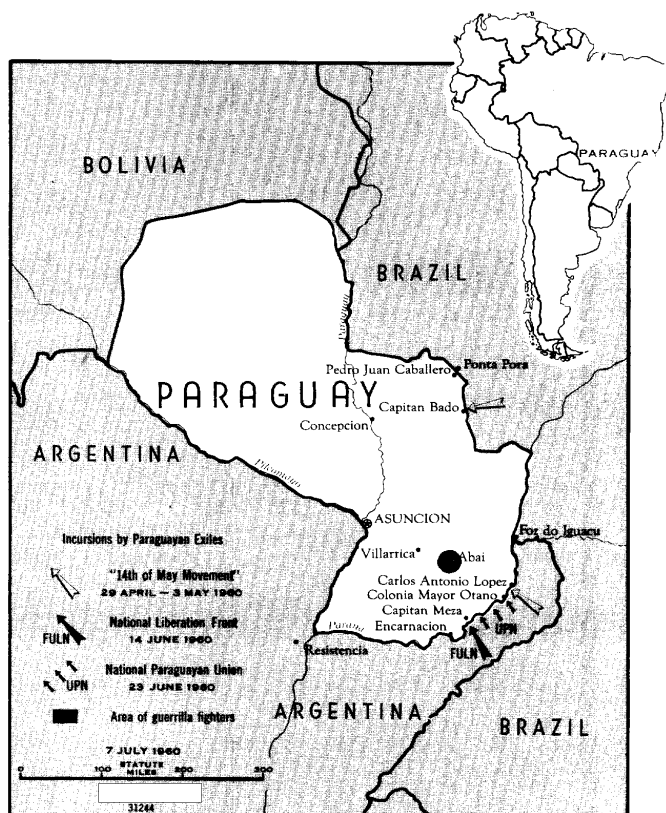 BOLIVIA
BRAZIL
PARAGUAY
Paraguay
Pedro Juan Caballero
Ponta Pora
PARAGUAY
Capitan Bado
Concepcion
ARGENTINA
Pilcomayo
ASUNCION
Foz do Iguacu
Incursions by Paraguayan Exiles
Villarrica
Abai
"14th of May Movement"
29 APRIL — 3 MAY 1960
Carlos Antonio Lopez
Colonia Mayor Otano
Capitan Meza
Encarnacion
UPN
FULN
National Liberation Front
14 JUNE 1960
FULN
Parana
Resistencia
National Paraguayan Union
23 JUNE 1960
UPN
Area of guerrilla fighters
ARGENTINA
BRAZIL
7 JULY 1960
STATUTE
MILES
0 100 200 300
31244